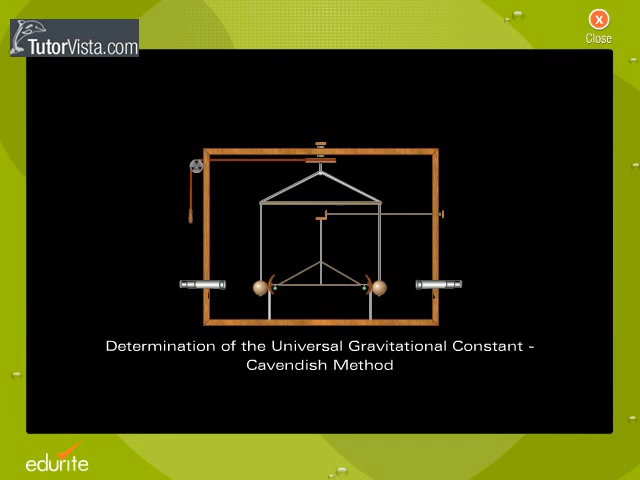 TutorVista.com
x
Close
Determination of the Universal Gravitational Constant -
Cavendish Method
edurite